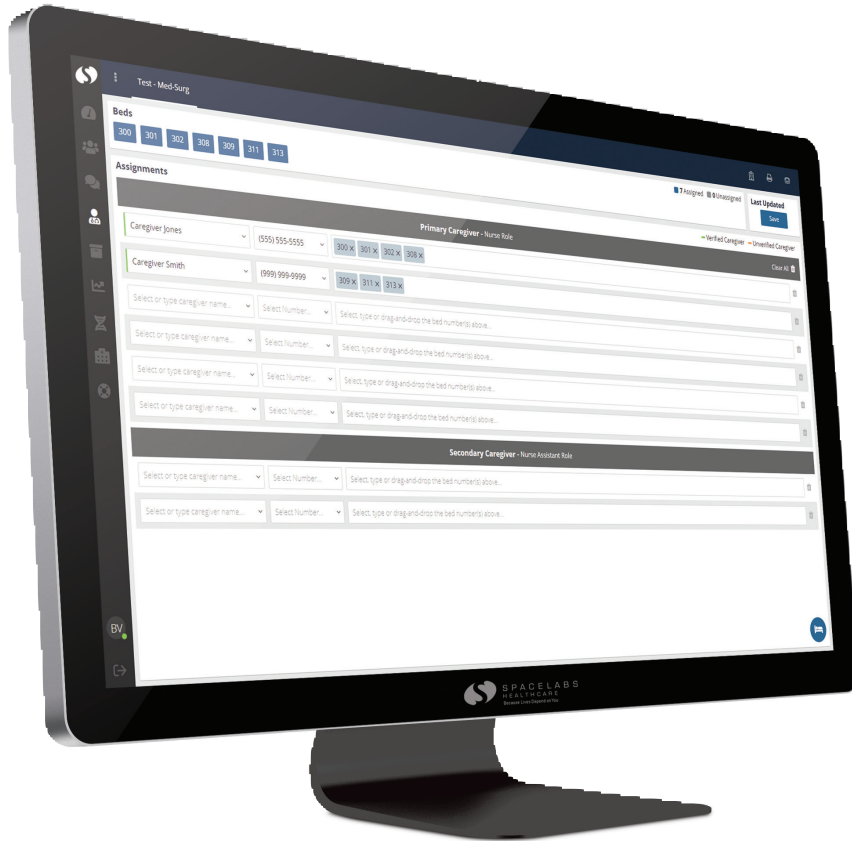 Test - Med-Surg
Beds
300 301 302 308 309 311 313
7 Assigned 0 Unassigned
Last Updated
Save
Assignments
Verified Caregiver Unverified Caregiver
Primary Caregiver - Nurse Role
Clear All
Caregiver Jones (555) 555-5555 300 x 301 x 302 x 308 x
Caregiver Smith (999) 999-9999 309 x 311 x 313 x
Select or type caregiver name... Select Number... Select, type or drag-and-drop the bed number(s) above...
Select or type caregiver name... Select Number... Select, type or drag-and-drop the bed number(s) above...
Select or type caregiver name... Select Number... Select, type or drag-and-drop the bed number(s) above...
Select or type caregiver name... Select Number... Select, type or drag-and-drop the bed number(s) above...
Secondary Caregiver - Nurse Assistant Role
Select or type caregiver name... Select Number... Select, type or drag-and-drop the bed number(s) above...
Select or type caregiver name... Select Number... Select, type or drag-and-drop the bed number(s) above...
BV
SPACELABS
HEALTHCARE
Because Lives Depend on You